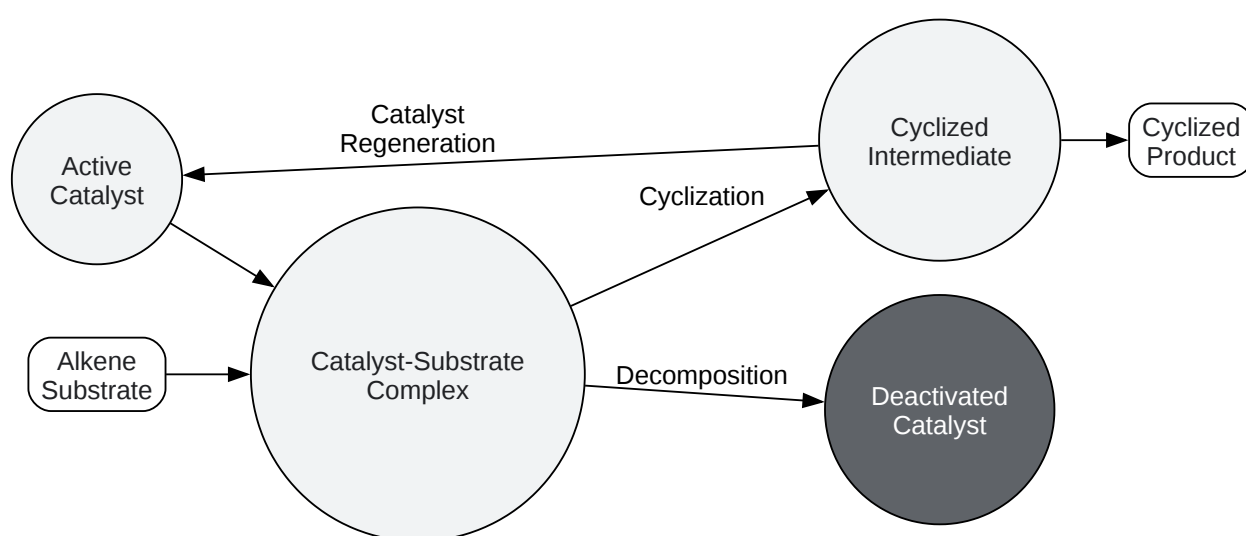 Catalyst
Regeneration
Cyclized
Intermediate
Cyclized
Product
Active
Catalyst
Cyclization
Alkene
Substrate
Catalyst-Substrate
Complex
Decomposition
Deactivated
Catalyst